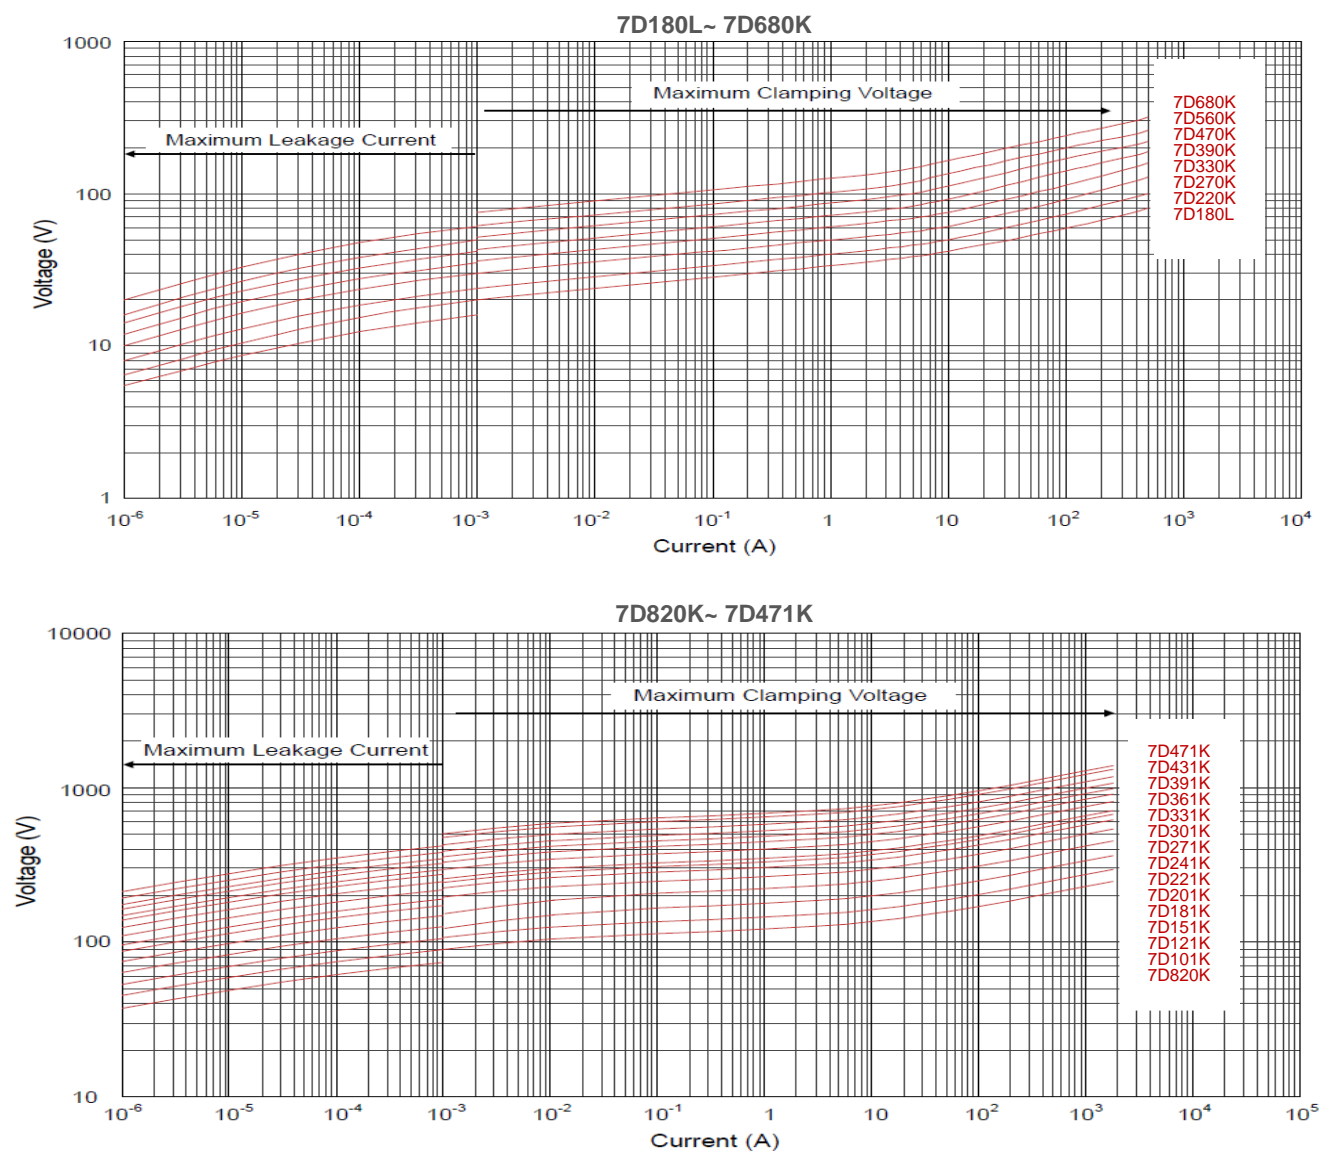 7D180L~ 7D680K
1000
Maximum Clamping Voltage
7D680K
7D560K
Maximum Leakage Current
7D470K
7D390K
7D330K
100
7D270K
7D220K
7D180L
Voltage (V)
10
1
10-6 10-5 10-4 10-3 10-2 10-1 1 10 102 103 104
Current (A)
7D820K~ 7D471K
10000
Maximum Clamping Voltage
Maximum Leakage Current
7D471K
7D431K
7D391K
1000
7D361K
7D331K
7D301K
7D271K
7D241K
7D221K
7D201K
7D181K
7D151K
100
7D121K
7D101K
7D820K
Voltage (V)
10
10-6 10-5 10-4 10-3 10-2 10-1 1 10 102 103 104 105
Current (A)